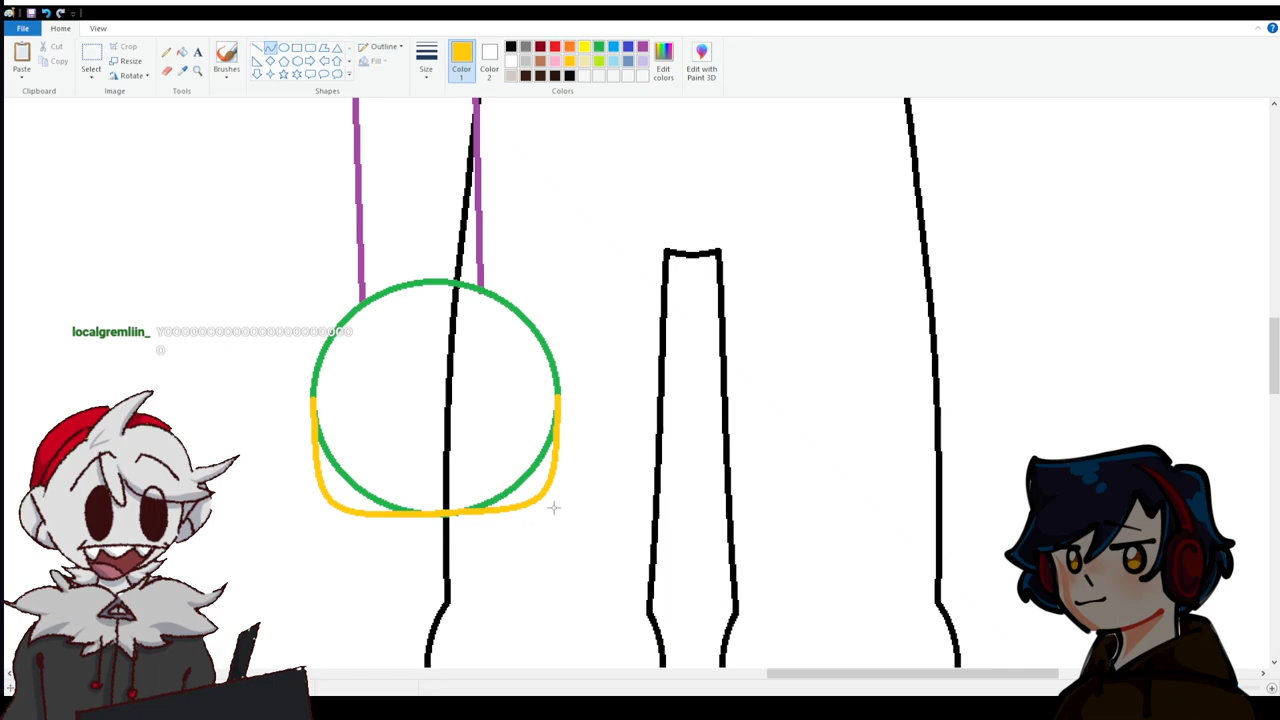 File Home View
Paste Cut Copy Select Crop Resize Rotate Brushes Outline Fill Size Color 1 Color 2 Edit colors Edit with Paint 3D
Clipboard Image Tools Shapes Colors
localgremliin_ YOOOOOOOOOOOOOOOOOOOOOOO
O